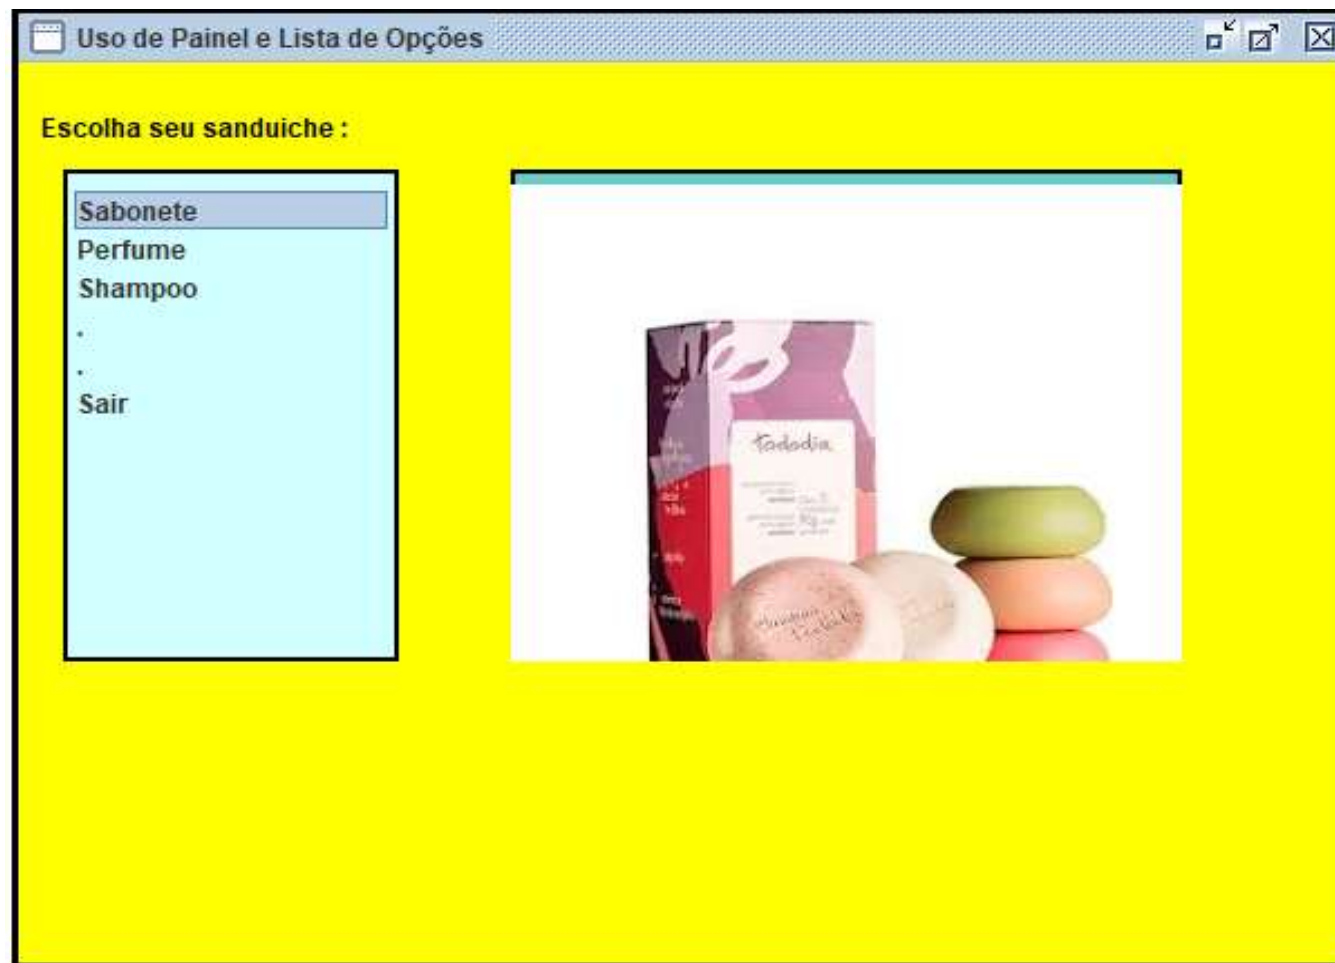 Uso de Painel e Lista de Opções
Escolha seu sanduiche :
Sabonete
Perfume
Shampoo
.
.
Sair
Tododia